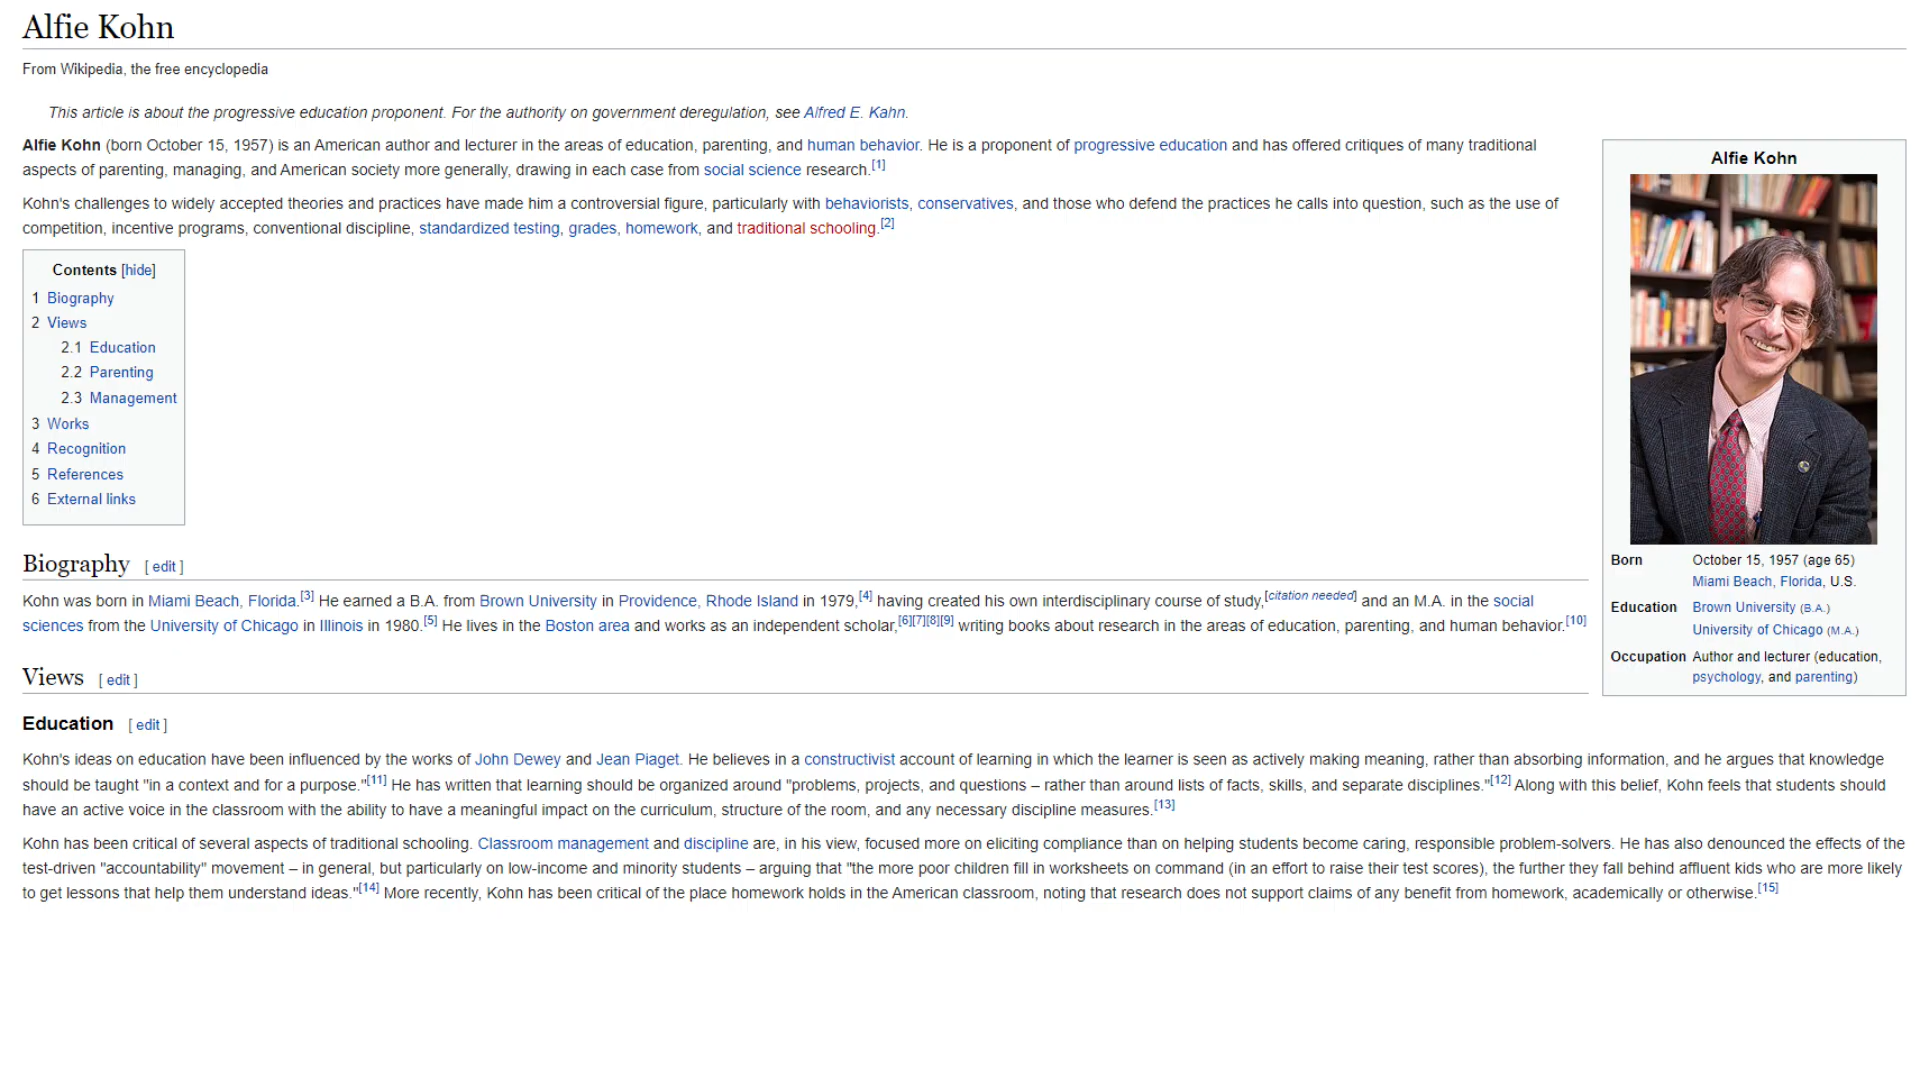 Alfie Kohn
From Wikipedia, the free encyclopedia
This article is about the progressive education proponent. For the authority on government deregulation, see Alfred E. Kahn.
Alfie Kohn (born October 15, 1957) is an American author and lecturer in the areas of education, parenting, and human behavior. He is a proponent of progressive education and has offered critiques of many traditional
aspects of parenting, managing, and American society more generally, drawing in each case from social science research.[1]
Kohn's challenges to widely accepted theories and practices have made him a controversial figure, particularly with behaviorists, conservatives, and those who defend the practices he calls into question, such as the use of
competition, incentive programs, conventional discipline, standardized testing, grades, homework, and traditional schooling.[2]
Contents [hide]
1 Biography
2 Views
2.1 Education
2.2 Parenting
2.3 Management
3 Works
4 Recognition
5 References
6 External links
Alfie Kohn
Born October 15, 1957 (age 65)
Miami Beach, Florida, U.S.
Education Brown University (B.A.)
University of Chicago (M.A.)
Occupation Author and lecturer (education,
psychology, and parenting)
Biography [ edit ]
Kohn was born in Miami Beach, Florida.[3] He earned a B.A. from Brown University in Providence, Rhode Island in 1979,[4] having created his own interdisciplinary course of study,[citation needed] and an M.A. in the social
sciences from the University of Chicago in Illinois in 1980.[5] He lives in the Boston area and works as an independent scholar,[6][7][8][9] writing books about research in the areas of education, parenting, and human behavior.[10]
Views [ edit ]
Education [ edit ]
Kohn's ideas on education have been influenced by the works of John Dewey and Jean Piaget. He believes in a constructivist account of learning in which the learner is seen as actively making meaning, rather than absorbing information, and he argues that knowledge
should be taught "in a context and for a purpose."[11] He has written that learning should be organized around "problems, projects, and questions – rather than around lists of facts, skills, and separate disciplines."[12] Along with this belief, Kohn feels that students should
have an active voice in the classroom with the ability to have a meaningful impact on the curriculum, structure of the room, and any necessary discipline measures.[13]
Kohn has been critical of several aspects of traditional schooling. Classroom management and discipline are, in his view, focused more on eliciting compliance than on helping students become caring, responsible problem-solvers. He has also denounced the effects of the
test-driven "accountability" movement – in general, but particularly on low-income and minority students – arguing that "the more poor children fill in worksheets on command (in an effort to raise their test scores), the further they fall behind affluent kids who are more likely
to get lessons that help them understand ideas."[14] More recently, Kohn has been critical of the place homework holds in the American classroom, noting that research does not support claims of any benefit from homework, academically or otherwise.[15]